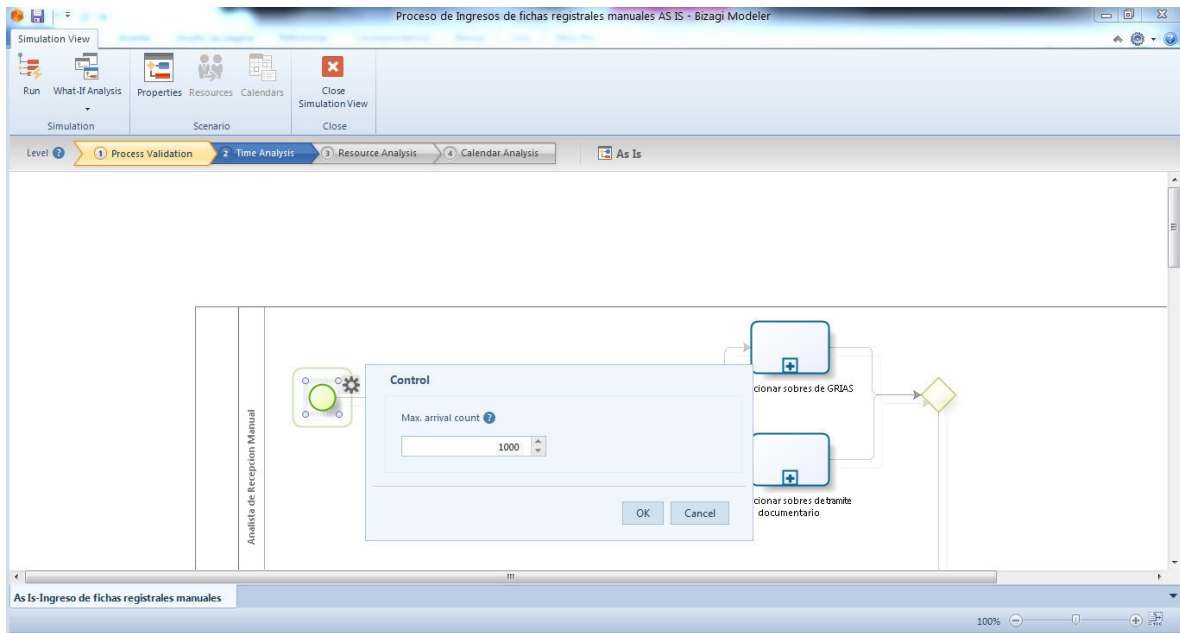 Proceso de Ingresos de fichas registrales manuales AS IS - Bizagi Modeler
Simulation View
Run
What-If Analysis
Properties
Resources
Calendars
Close
Simulation View
Simulation
Scenario
Close
Level
1 Process Validation
2 Time Analysis
3 Resource Analysis
4 Calendar Analysis
As Is
Analista de Recepcion Manual
cionar sobres de GRIAS
cionar sobres de tramite
documentario
Control
Max. arrival count
1000
OK
Cancel
As Is-Ingreso de fichas registrales manuales
100%